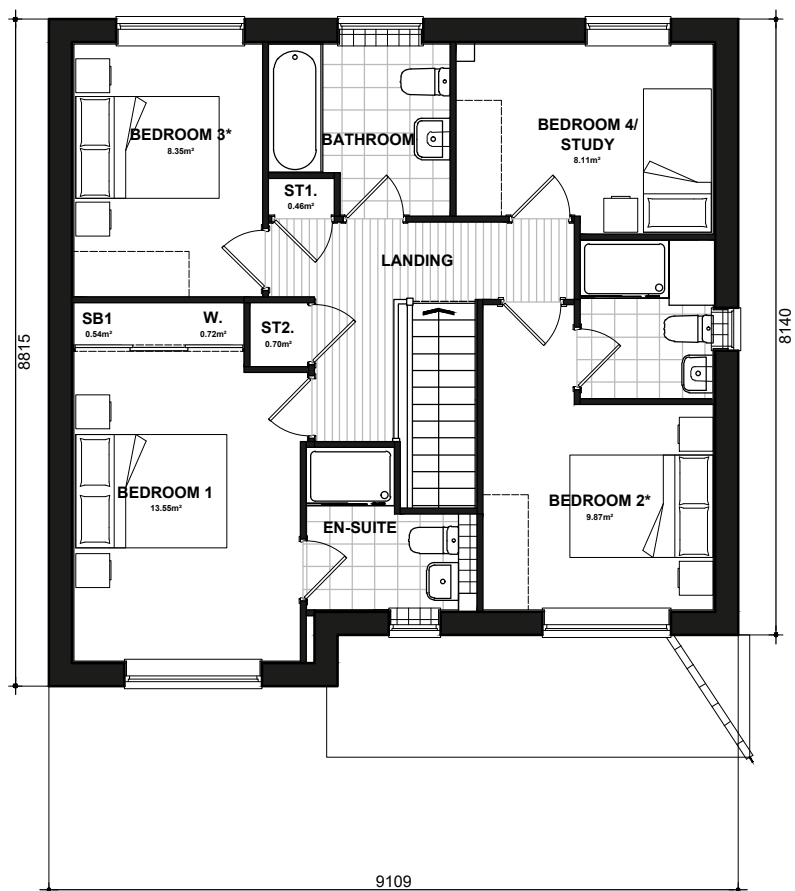 BEDROOM 3*
8.35m²
BATHROOM
BEDROOM 4/
STUDY
8.11m²
ST1.
0.46m²
LANDING
SB1
0.54m²
W.
0.72m²
ST2.
0.70m²
8815
8140
BEDROOM 1
13.55m²
EN-SUITE
BEDROOM 2*
9.87m²
9109